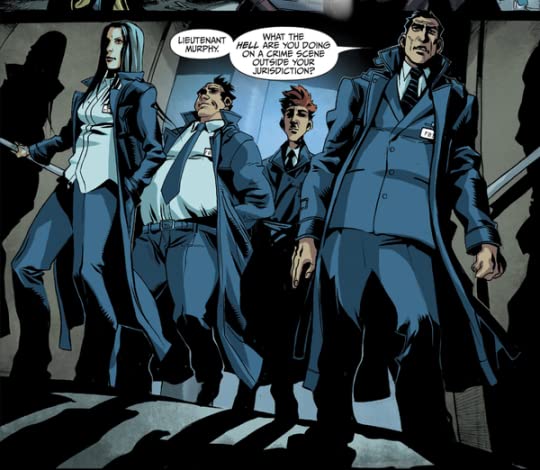 LIEUTENANT
MURPHY.
WHAT THE
HELL ARE YOU DOING
ON A CRIME SCENE
OUTSIDE YOUR
JURISDICTION?